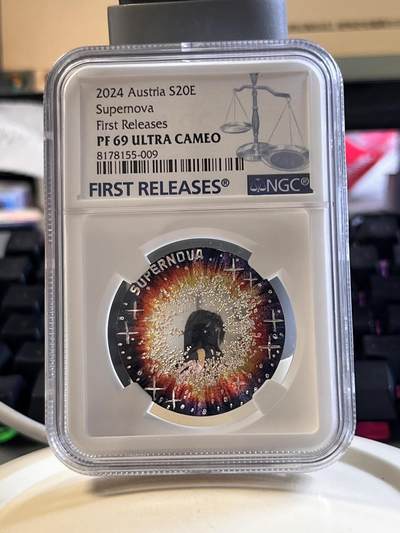 2024 Austria S20E
Supernova
First Releases
PF 69 ULTRA CAMEO
8178155-009
FIRST RELEASES®
NGC®
SUPERNOVA